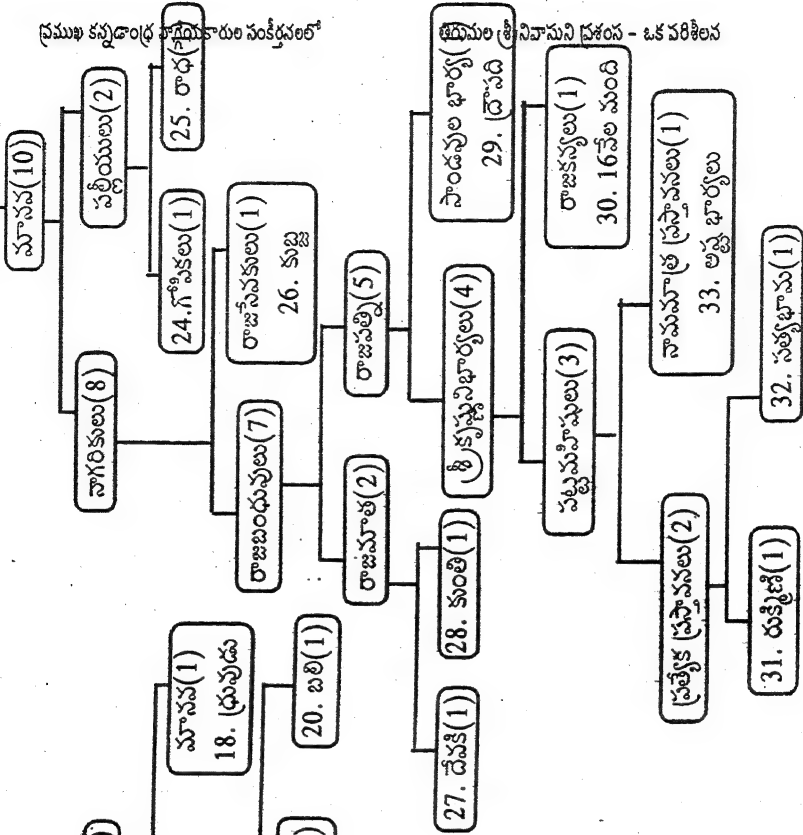 ప్రముఖ కన్నడాంధ్ర వాగ్గేయకారుల సంకీర్తనలలో
తిరుమల శ్రీనివాసుని ప్రశంస - ఒక పరిశీలన
మానవ(10)
పల్లీయులు(2)
25. రాధ(1)
24.గోపికలు(1)
నాగరికులు(8)
రాజసేవకులు(1)
26. కుబ్జ
రాజబంధువులు(7)
రాజపత్ని(5)
రాజమాత(2)
పాండవుల భార్య(1)
29. ద్రౌపది
శ్రీకృష్ణునిభార్యలు(4)
28. కుంతి(1)
27. దేవకి(1)
రాజకన్యలు(1)
30. 16వేల మంది
పట్టమహిషులు(3)
నామమాత్ర ప్రస్తావనలు(1)
33. అష్ట భార్యలు
ప్రత్యేక ప్రస్తావనలు(2)
32. సత్యభామ(1)
31. రుక్మిణి(1)
మానవ(1)
18. ధ్రువుడు
20. బలి(1)